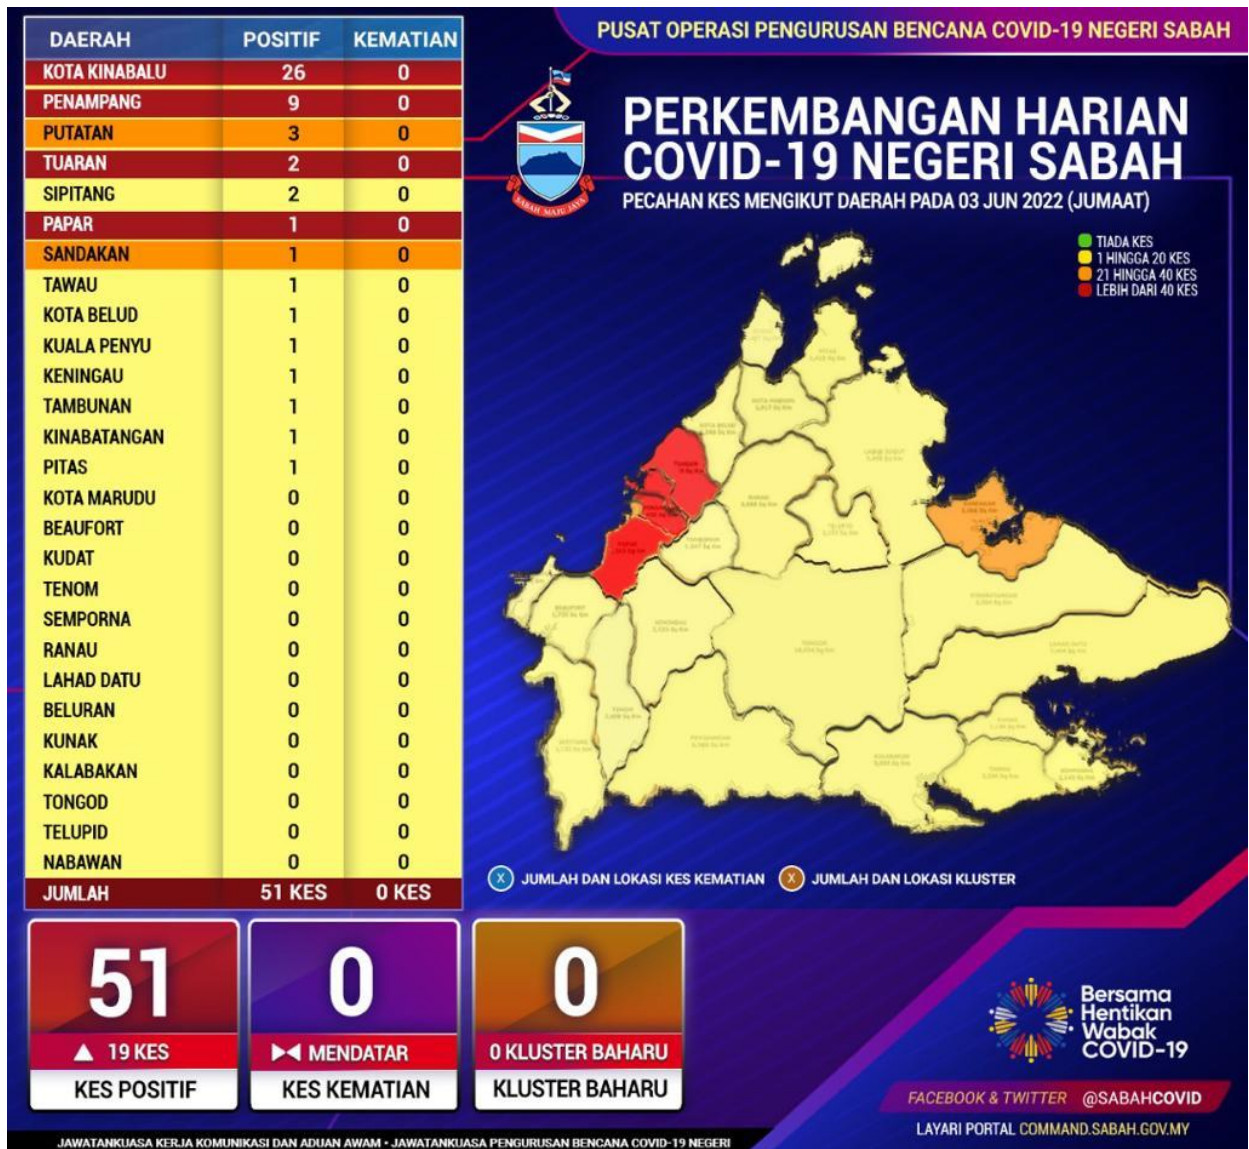 DAERAH POSITIF KEMATIAN
KOTA KINABALU 26 0
PENAMPANG 9 0
PUTATAN 3 0
TUARAN 2 0
SIPITANG 2 0
PAPAR 1 0
SANDAKAN 1 0
TAWAU 1 0
KOTA BELUD 1 0
KUALA PENYU 1 0
KENINGAU 1 0
TAMBUNAN 1 0
KINABATANGAN 1 0
PITAS 1 0
KOTA MARUDU 0 0
BEAUFORT 0 0
KUDAT 0 0
TENOM 0 0
SEMPORNA 0 0
RANAU 0 0
LAHAD DATU 0 0
BELURAN 0 0
KUNAK 0 0
KALABAKAN 0 0
TONGOD 0 0
TELUPID 0 0
NABAWAN 0 0
JUMLAH 51 KES 0 KES
PUSAT OPERASI PENGURUSAN BENCANA COVID-19 NEGERI SABAH
SABAH MAJU JAYA
PERKEMBANGAN HARIAN
COVID-19 NEGERI SABAH
PECAHAN KES MENGIKUT DAERAH PADA 03 JUN 2022 (JUMAAT)
TIADA KES
1 HINGGA 20 KES
21 HINGGA 40 KES
LEBIH DARI 40 KES
X JUMLAH DAN LOKASI KES KEMATIAN
X JUMLAH DAN LOKASI KLUSTER
51
19 KES
KES POSITIF
0
MENDATAR
KES KEMATIAN
0
0 KLUSTER BAHARU
KLUSTER BAHARU
Bersama
Hentikan
Wabak
COVID-19
FACEBOOK & TWITTER @SABAHCOVID
LAYARI PORTAL COMMAND.SABAH.GOV.MY
JAWATANKUASA KERJA KOMUNIKASI DAN ADUAN AWAM • JAWATANKUASA PENGURUSAN BENCANA COVID-19 NEGERI